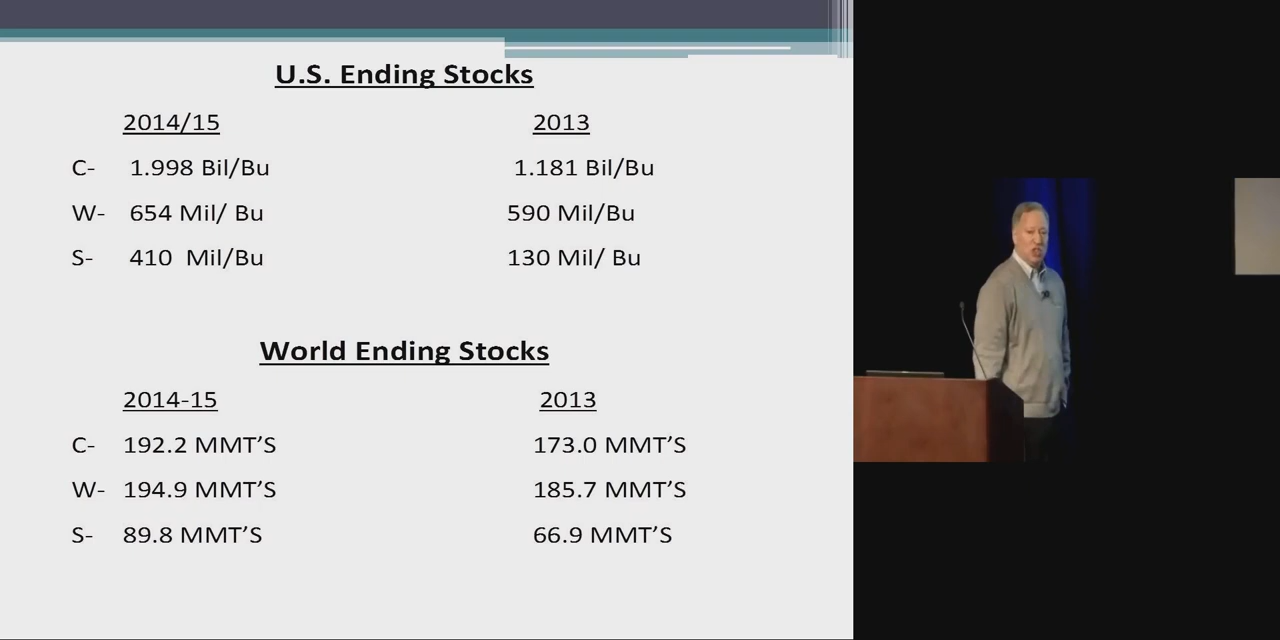 U.S. Ending Stocks
2014/15 2013
C- 1.998 Bil/Bu 1.181 Bil/Bu
W- 654 Mil/ Bu 590 Mil/Bu
S- 410 Mil/Bu 130 Mil/ Bu
World Ending Stocks
2014-15 2013
C- 192.2 MMT’S 173.0 MMT’S
W- 194.9 MMT’S 185.7 MMT’S
S- 89.8 MMT’S 66.9 MMT’S